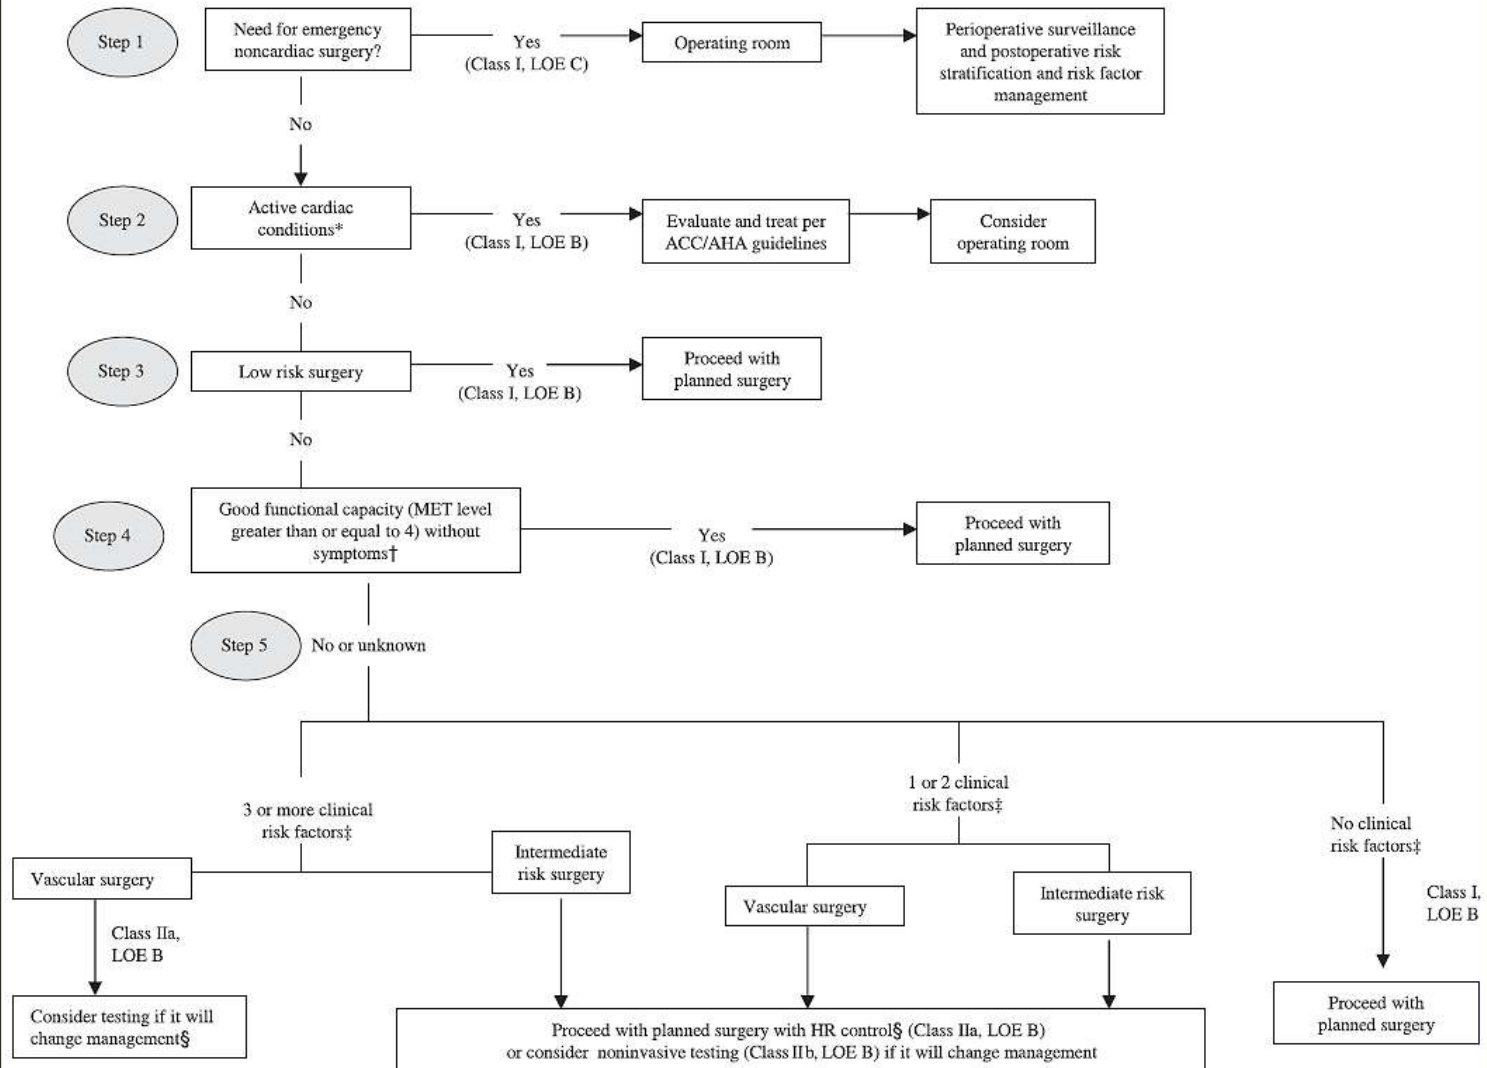 Step 1
Need for emergency
noncardiac surgery?
Yes
(Class I, LOE C)
Operating room
Perioperative surveillance
and postoperative risk
stratification and risk factor
management
No
Step 2
Active cardiac
conditions*
Yes
(Class I, LOE B)
Evaluate and treat per
ACC/AHA guidelines
Consider
operating room
No
Step 3
Low risk surgery
Yes
(Class I, LOE B)
Proceed with
planned surgery
No
Step 4
Good functional capacity (MET level
greater than or equal to 4) without
symptoms†
Yes
(Class I, LOE B)
Proceed with
planned surgery
Step 5
No or unknown
3 or more clinical
risk factors‡
1 or 2 clinical
risk factors‡
No clinical
risk factors‡
Vascular surgery
Intermediate
risk surgery
Vascular surgery
Intermediate risk
surgery
Class I,
LOE B
Class IIa,
LOE B
Consider testing if it will
change management§
Proceed with planned surgery with HR control§ (Class IIa, LOE B)
or consider noninvasive testing (Class IIb, LOE B) if it will change management
Proceed with
planned surgery